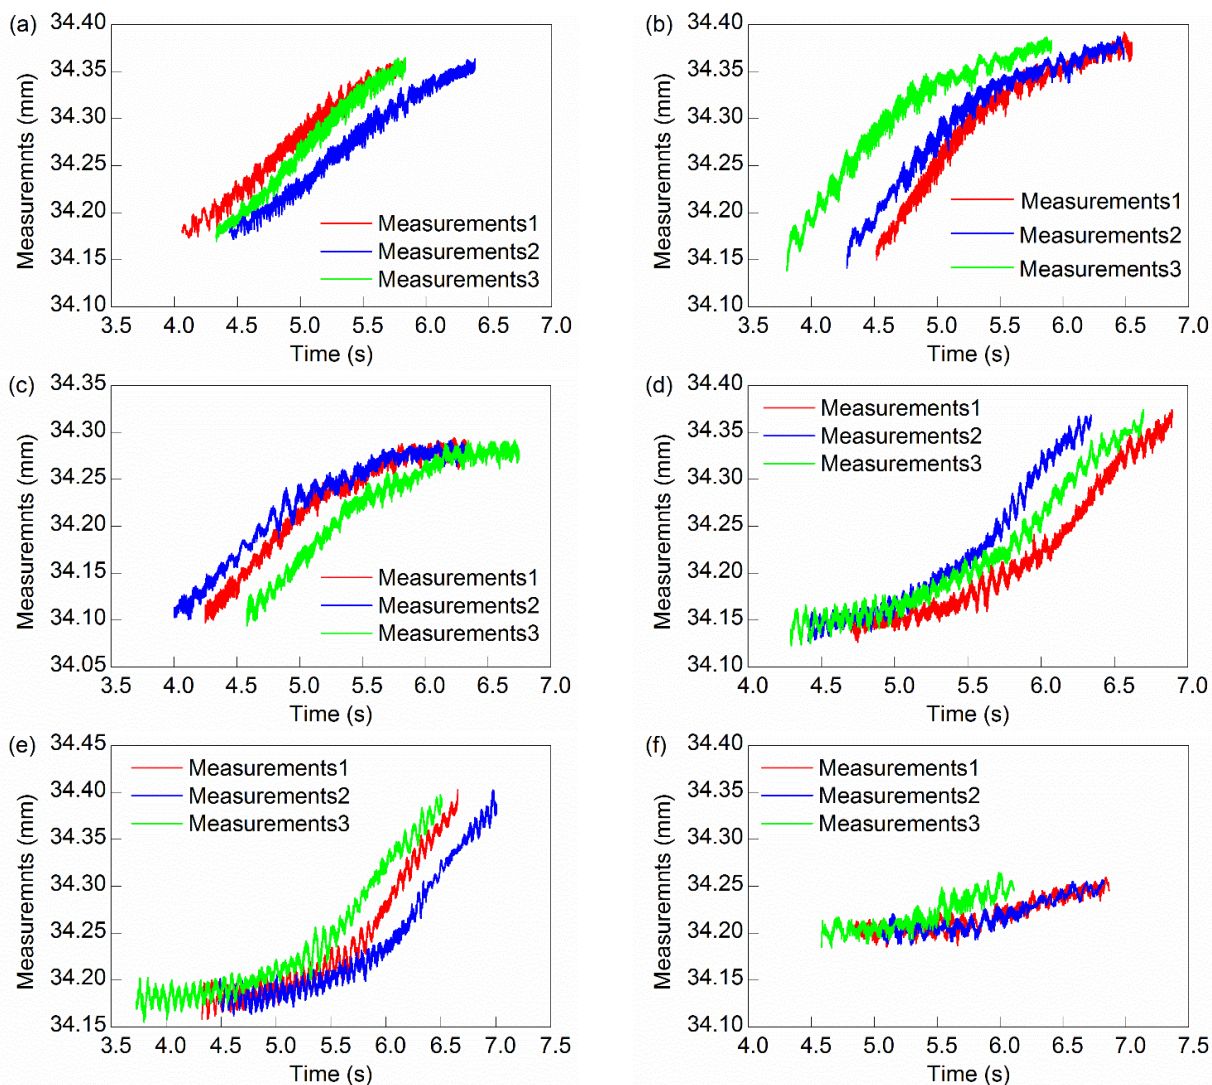 (a)
Measuremnts (mm)
34.40
34.35
34.30
34.25
34.20
34.15
34.10
Measurements1
Measurements2
Measurements3
3.5 4.0 4.5 5.0 5.5 6.0 6.5 7.0
Time (s)
(b)
Measuremnts (mm)
34.40
34.35
34.30
34.25
34.20
34.15
34.10
Measurements1
Measurements2
Measurements3
3.5 4.0 4.5 5.0 5.5 6.0 6.5 7.0
Time (s)
(c)
Measuremnts (mm)
34.35
34.30
34.25
34.20
34.15
34.10
34.05
Measurements1
Measurements2
Measurements3
3.5 4.0 4.5 5.0 5.5 6.0 6.5 7.0
Time (s)
(d)
Measuremnts (mm)
34.40
34.35
34.30
34.25
34.20
34.15
34.10
Measurements1
Measurements2
Measurements3
4.0 4.5 5.0 5.5 6.0 6.5 7.0
Time (s)
(e)
Measuremnts (mm)
34.45
34.40
34.35
34.30
34.25
34.20
34.15
Measurements1
Measurements2
Measurements3
3.5 4.0 4.5 5.0 5.5 6.0 6.5 7.0 7.5
Time (s)
(f)
Measuremnts (mm)
34.40
34.35
34.30
34.25
34.20
34.15
34.10
Measurements1
Measurements2
Measurements3
4.0 4.5 5.0 5.5 6.0 6.5 7.0 7.5
Time (s)